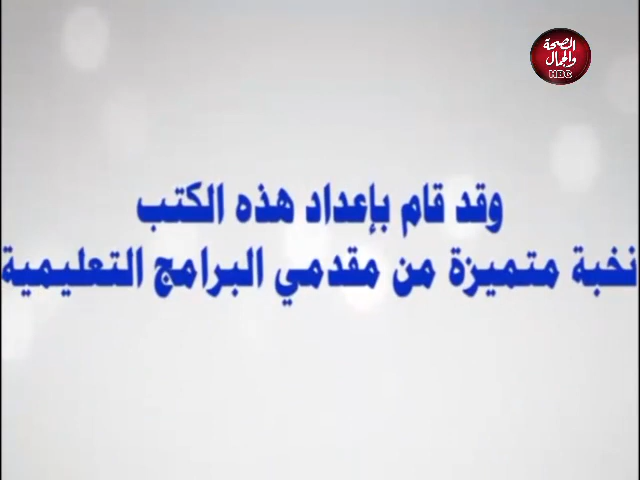 الصحة
والجمال
HBC
وقد قام بإعداد هذه الكتب
نخبة متميزة من مقدمي البرامج التعليمية